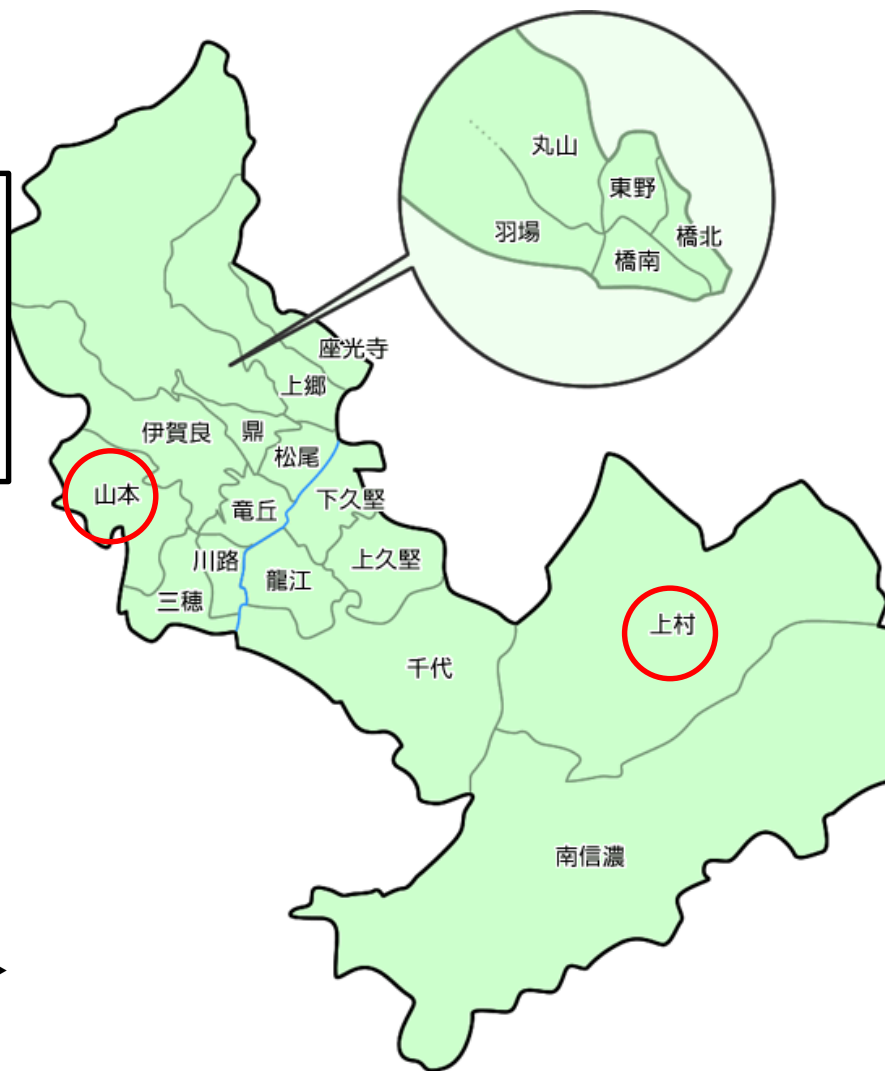 丸山
東野
羽場
橋北
橋南
座光寺
上郷
伊賀良
鼎
松尾
山本
竜丘
下久堅
川路
上久堅
龍江
三穂
上村
千代
南信濃